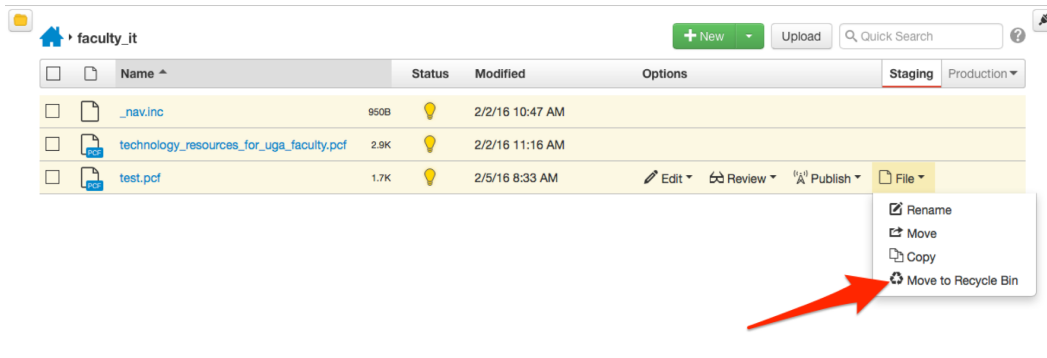 faculty_it
New
Upload
Quick Search
Name Status Modified Options Staging Production
_nav.inc 950B 2/2/16 10:47 AM
PCF technology_resources_for_uga_faculty.pcf 2.9K 2/2/16 11:16 AM
PCF test.pcf 1.7K 2/5/16 8:33 AM Edit Review Publish File
Rename
Move
Copy
Move to Recycle Bin